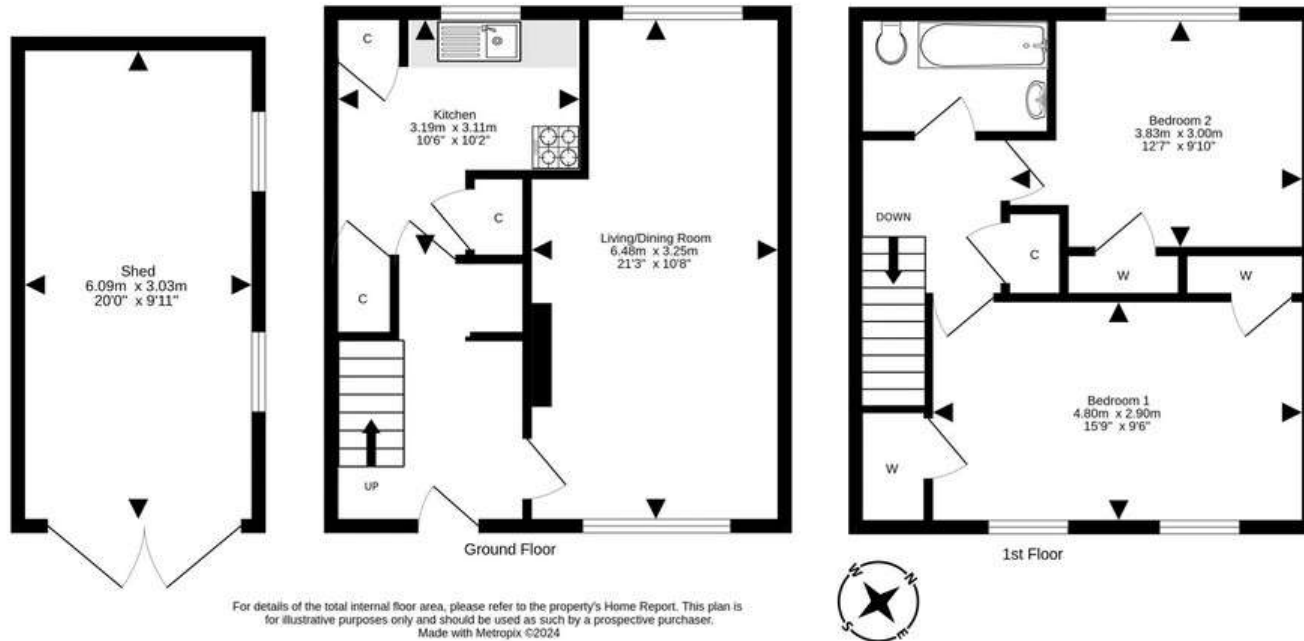 Shed
6.09m x 3.03m
20'0" x 9'11"
C
Kitchen
3.19m x 3.11m
10'6" x 10'2"
C
C
Living/Dining Room
6.48m x 3.25m
21'3" x 10'8"
UP
Ground Floor
Bedroom 2
3.83m x 3.00m
12'7" x 9'10"
DOWN
C
W
W
Bedroom 1
4.80m x 2.90m
15'9" x 9'6"
W
1st Floor
W
N
S
E
For details of the total internal floor area, please refer to the property's Home Report. This plan is
for illustrative purposes only and should be used as such by a prospective purchaser.
Made with Metropix ©2024